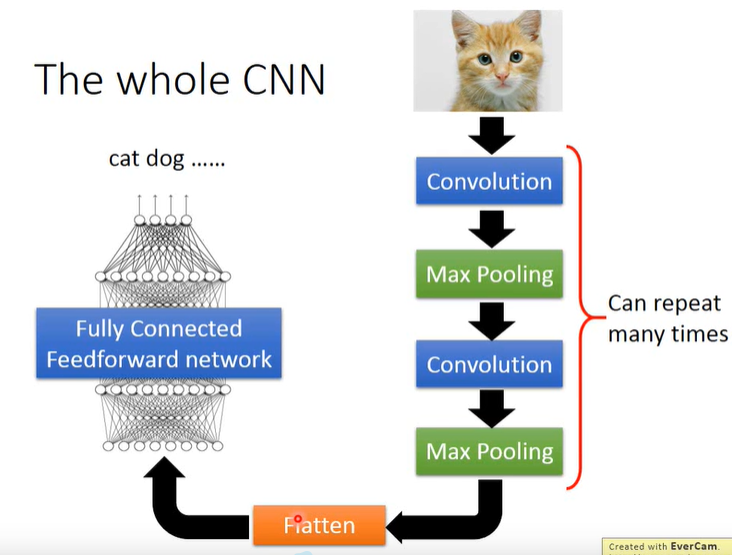 The whole CNN
cat dog ......
Convolution
Max Pooling
Convolution
Max Pooling
Can repeat
many times
Flatten
Fully Connected
Feedforward network
Created with EverCam.